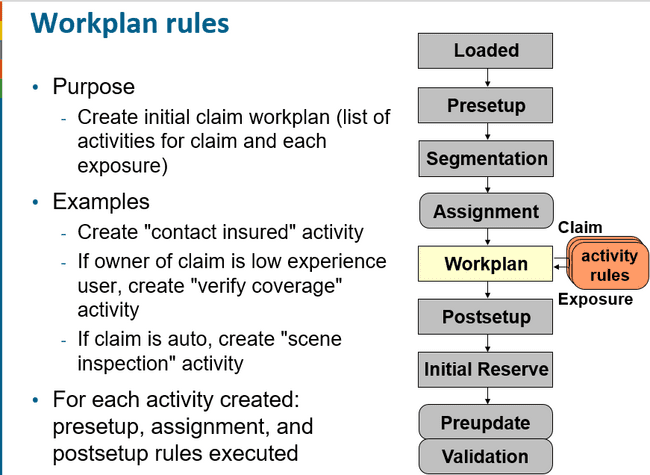 Workplan rules
• Purpose
- Create initial claim workplan (list of
activities for claim and each
exposure)
• Examples
- Create "contact insured" activity
- If owner of claim is low experience
user, create "verify coverage"
activity
- If claim is auto, create "scene
inspection" activity
• For each activity created:
presetup, assignment, and
postsetup rules executed
Loaded
Presetup
Segmentation
Assignment
Claim
Workplan
activity
rules
Exposure
Postsetup
Initial Reserve
Preupdate
Validation